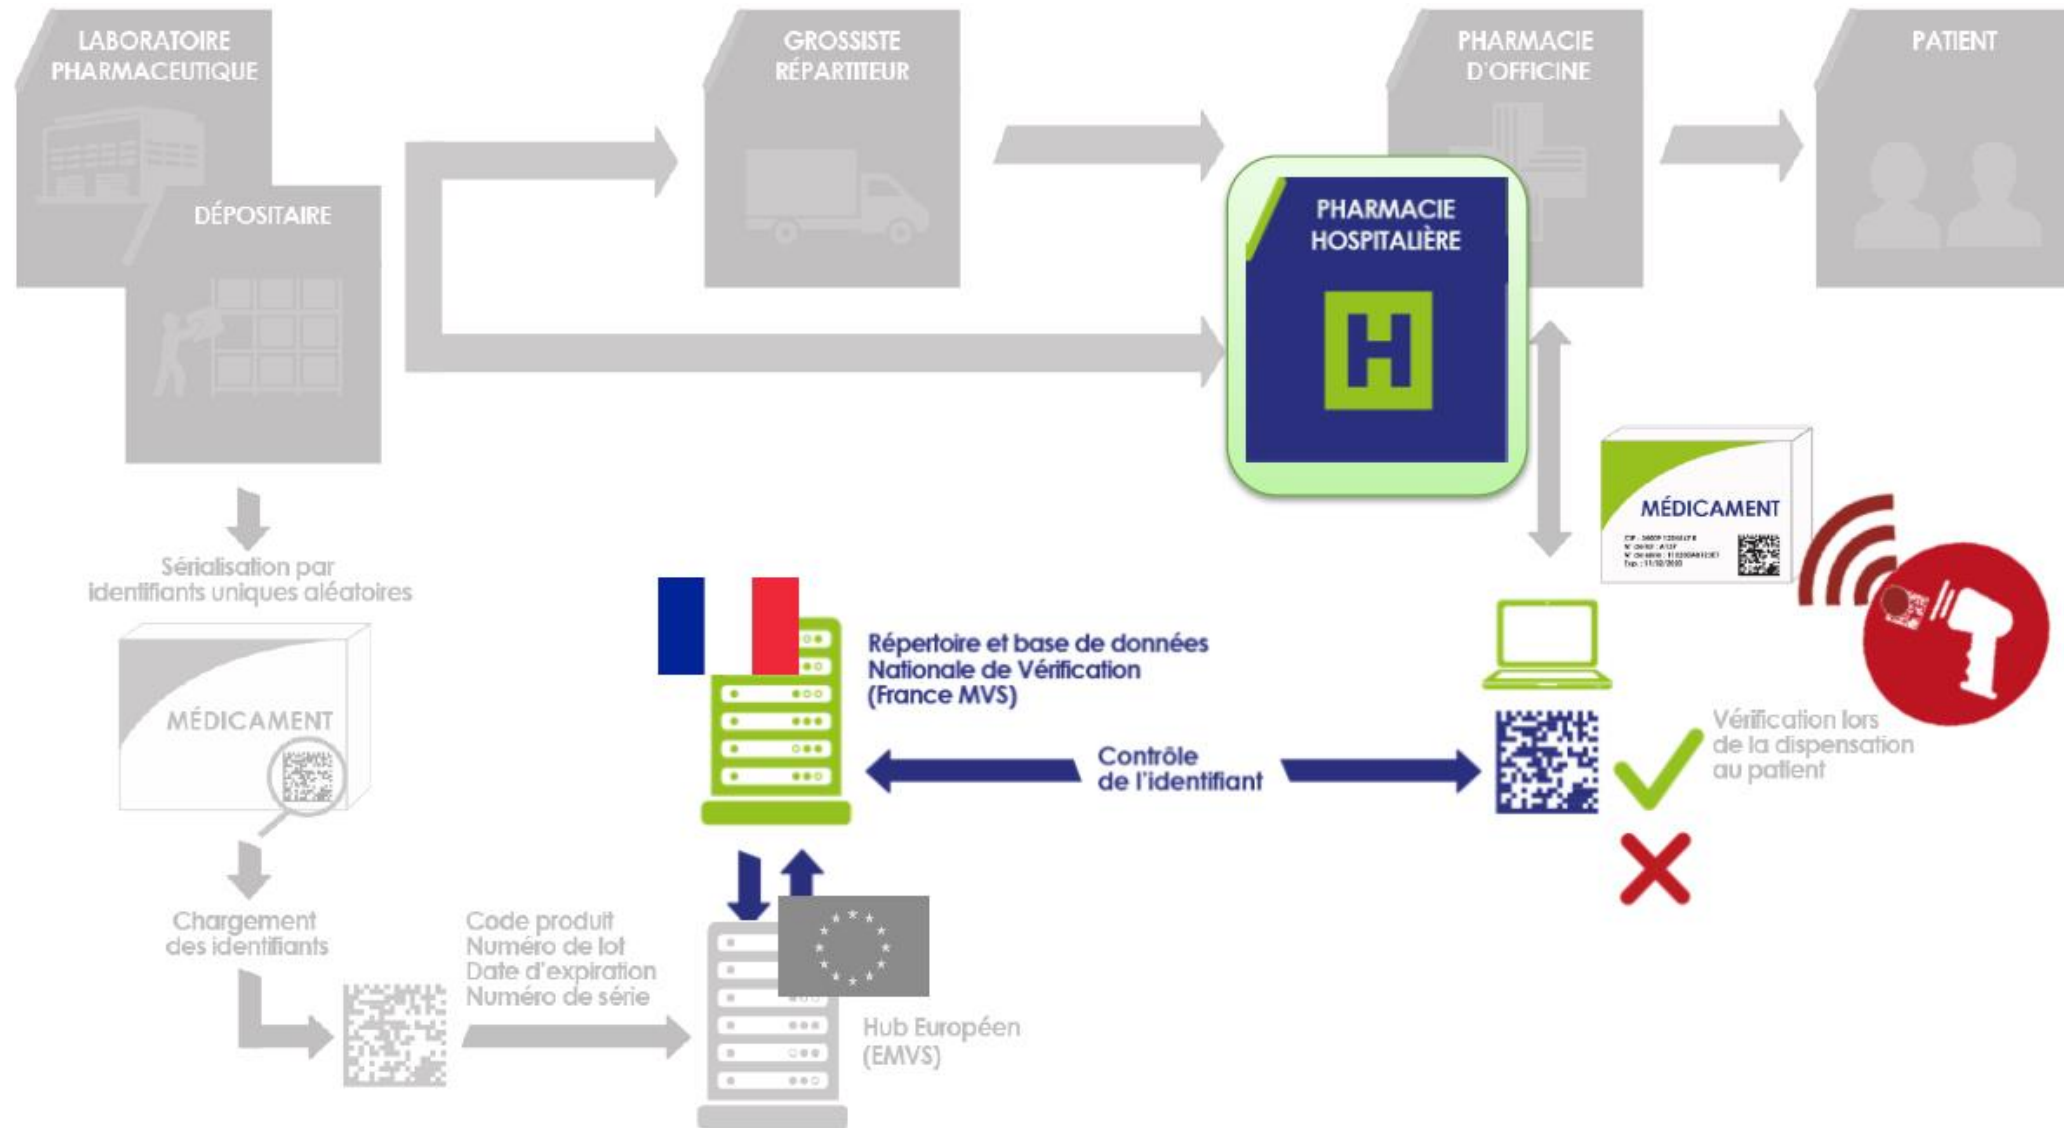 LABORATOIRE
PHARMACEUTIQUE
DÉPOSITAIRE
GROSSISTE
RÉPARTITEUR
PHARMACIE
D'OFFICINE
PATIENT
PHARMACIE
HOSPITALIÈRE
H
MÉDICAMENT
Sérialisation par
identifiants uniques aléatoires
MÉDICAMENT
Répertoire et base de données
Nationale de Vérification
(France MVS)
Contrôle
de l'identifiant
Vérification lors
de la dispensation
au patient
Chargement
des identifiants
Code produit
Numéro de lot
Date d'expiration
Numéro de série
Hub Européen
(EMVS)